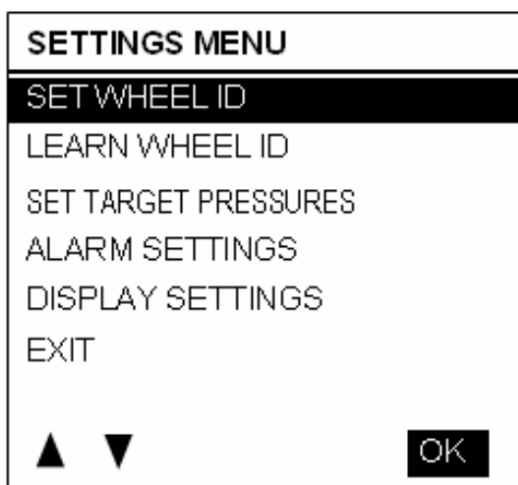 SETTINGS MENU
SET WHEEL ID
LEARN WHEEL ID
SET TARGET PRESSURES
ALARM SETTINGS
DISPLAY SETTINGS
EXIT
OK